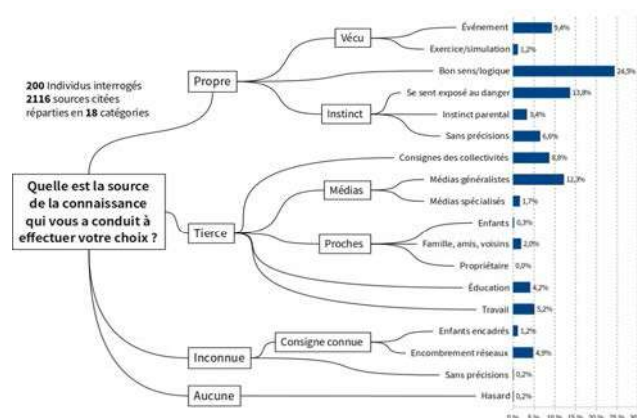 200 Individus interrogés
2116 sources citées
réparties en 18 catégories
Quelle est la source
de la connaissance
qui vous a conduit à
effectuer votre choix ?
Propre
Vécu
Événement 9,4%
Exercice/simulation 1,2%
Bon sens/logique 24,5%
Instinct
Se sent exposé au danger 13,8%
Instinct parental 3,4%
Sans précisions 6,6%
Tierce
Consignes des collectivités 8,8%
Médias
Médias généralistes 12,3%
Médias spécialisés 1,7%
Proches
Enfants 0,3%
Famille, amis, voisins 2,0%
Propriétaire 0,0%
Éducation 4,2%
Travail 5,2%
Inconnue
Consigne connue
Enfants encadrés 1,2%
Encombrement réseaux 4,9%
Sans précisions 0,2%
Aucune
Hasard 0,2%